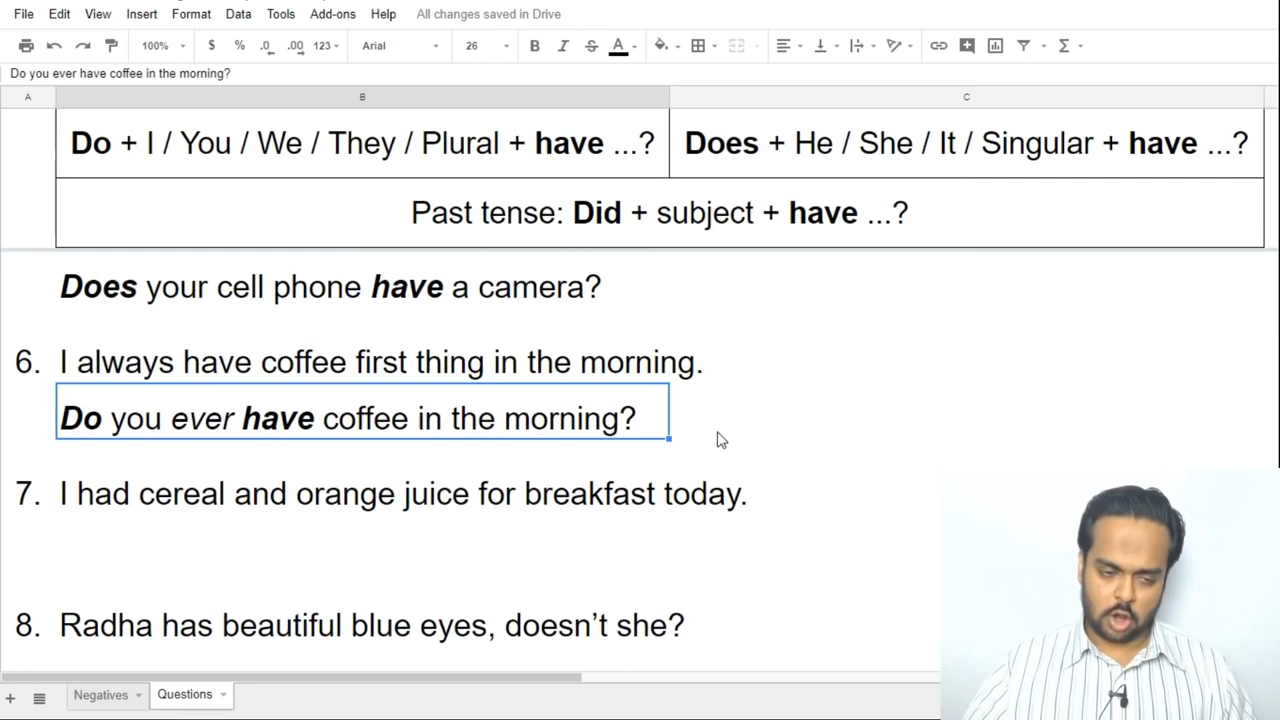 File Edit View Insert Format Data Tools Add-ons Help All changes saved in Drive
100% $ % .0 .00 123 Arial 26 B I S A
Do you ever have coffee in the morning?
A B C
Do + I / You / We / They / Plural + have ...? Does + He / She / It / Singular + have ...?
Past tense: Did + subject + have ...?
Does your cell phone have a camera?
6. I always have coffee first thing in the morning.
Do you ever have coffee in the morning?
7. I had cereal and orange juice for breakfast today.
8. Radha has beautiful blue eyes, doesn’t she?
Negatives Questions